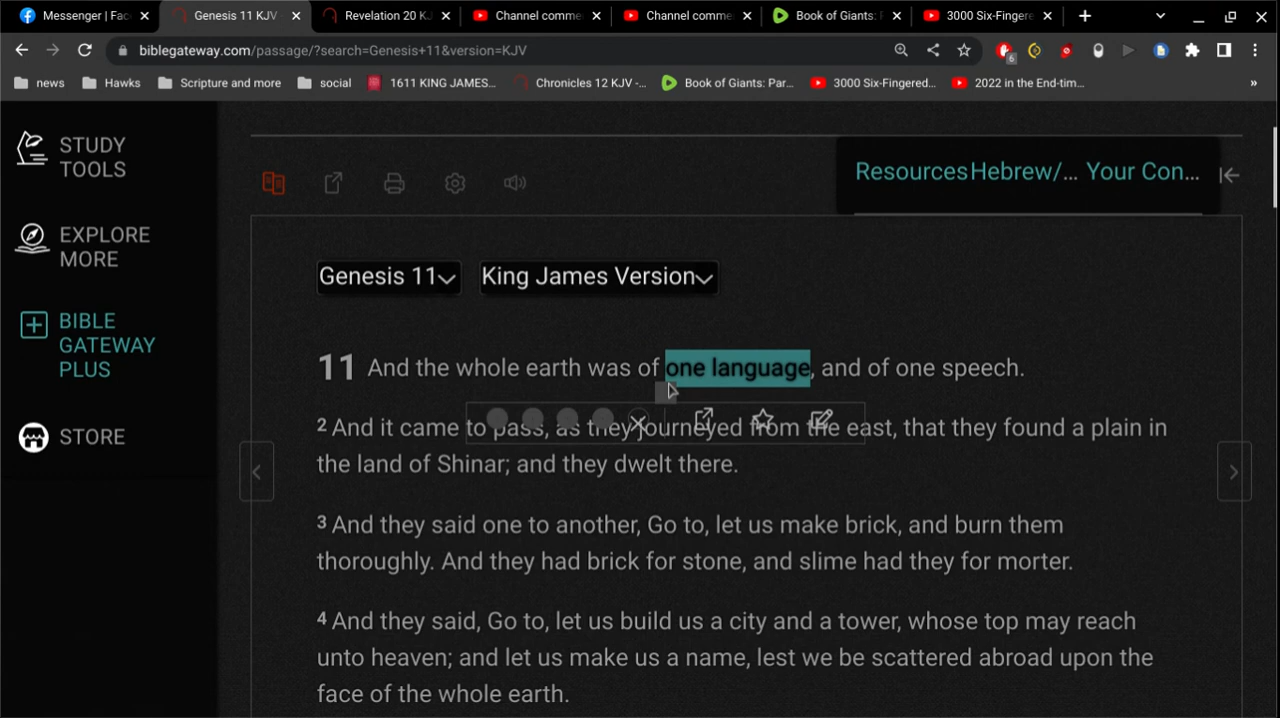 Messenger | Fac
Genesis 11 KJV -
Revelation 20 KJ
Channel comme
Channel comme
Book of Giants: P
3000 Six-Fingere
biblegateway.com/passage/?search=Genesis+11&version=KJV
6
news
Hawks
Scripture and more
social
1611 KING JAMES...
Chronicles 12 KJV -...
Book of Giants: Par...
3000 Six-Fingered...
2022 in the End-tim...
»
STUDY
TOOLS
EXPLORE
MORE
BIBLE
GATEWAY
PLUS
STORE
Resources
Hebrew/...
Your Con...
Genesis 11
King James Version
11 And the whole earth was of one language, and of one speech.
2 And it came to pass, as they journeyed from the east, that they found a plain in
the land of Shinar; and they dwelt there.
3 And they said one to another, Go to, let us make brick, and burn them
thoroughly. And they had brick for stone, and slime had they for morter.
4 And they said, Go to, let us build us a city and a tower, whose top may reach
unto heaven; and let us make us a name, lest we be scattered abroad upon the
face of the whole earth.